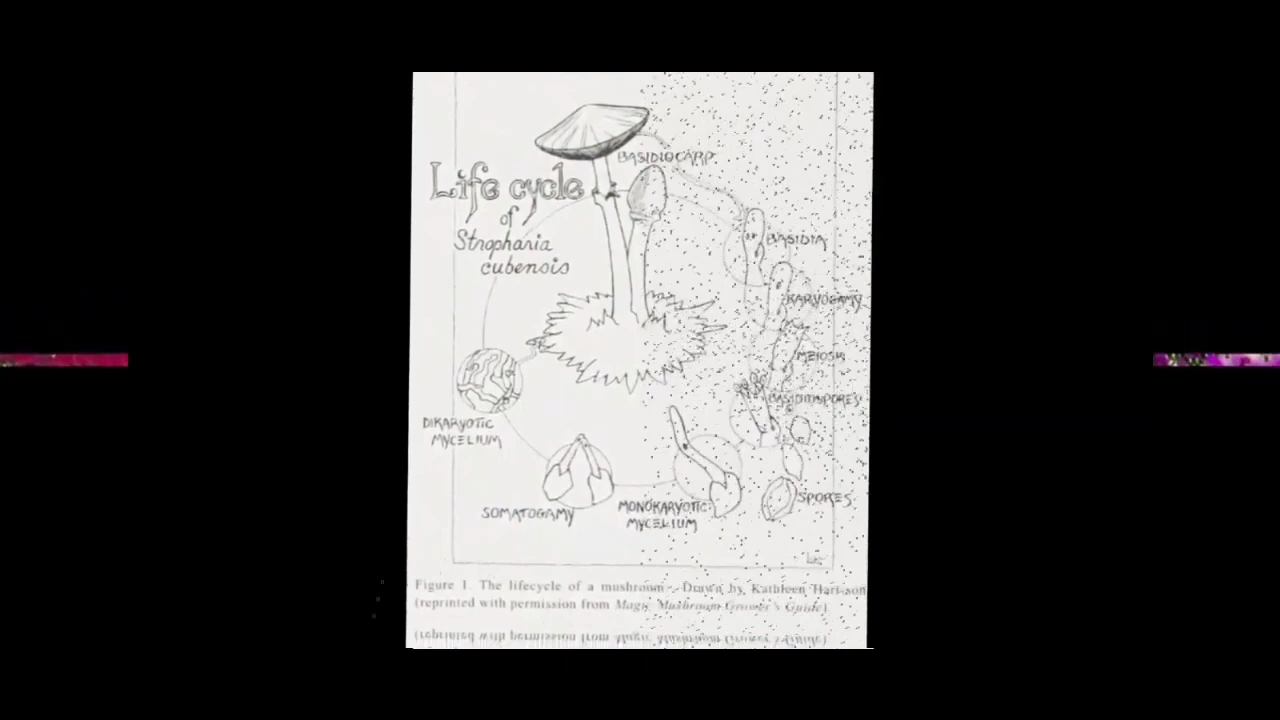 BASIDIOCARP
Life cycle
of
Stropharia
cubensis
BASIDIA
KARYOGAMY
MEIOSIS
BASIDIOSPORES
DIKARYOTIC
MYCELIUM
SPORES
SOMATOGAMY
MONOKARYOTIC
MYCELIUM
Figure 1. The lifecycle of a mushroom. Drawn by Kathleen Harrison
(reprinted with permission from Magic Mushroom Grower's Guide)